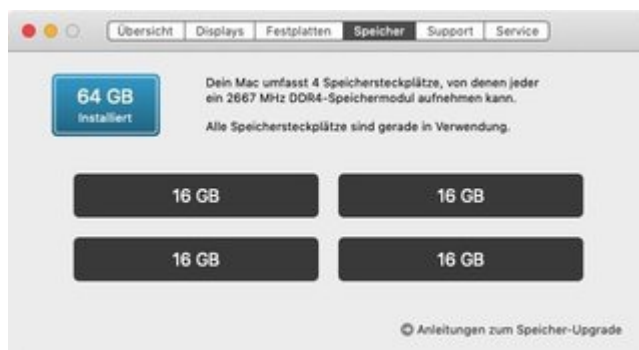 Übersicht Displays Festplatten Speicher Support Service
64 GB
Installiert
Dein Mac umfasst 4 Speichersteckplätze, von denen jeder
ein 2667 MHz DDR4-Speichermodul aufnehmen kann.
Alle Speichersteckplätze sind gerade in Verwendung.
16 GB 16 GB
16 GB 16 GB
Anleitungen zum Speicher-Upgrade